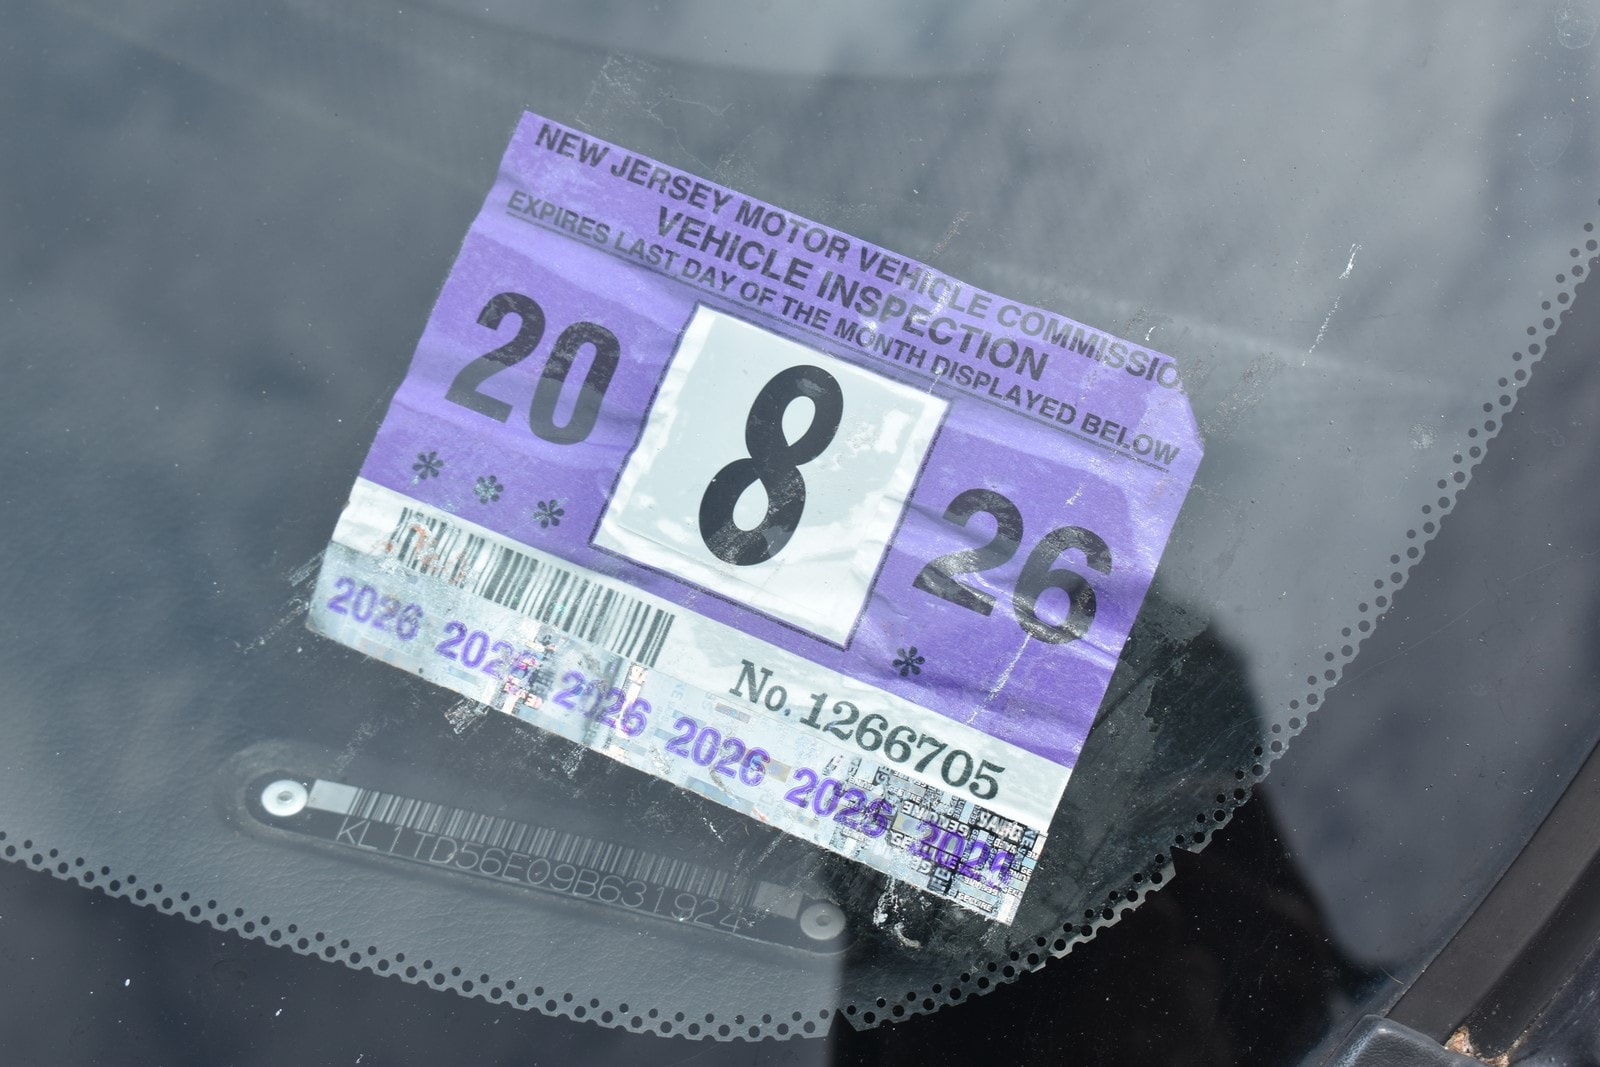 NEW JERSEY MOTOR VEHICLE COMMISSIO
VEHICLE INSPECTION
EXPIRES LAST DAY OF THE MONTH DISPLAYED BELOW
20 8 26
* * *
*
No. 1266705
2026 2026 2026 2026 2026 2026
KL1TD56E09B631924